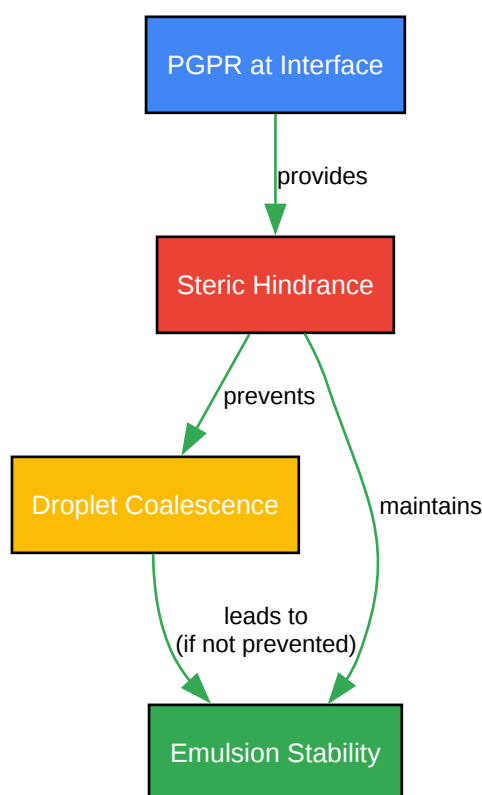 PGPR at Interface
provides
Steric Hindrance
prevents
Droplet Coalescence
maintains
leads to
(if not prevented)
Emulsion Stability